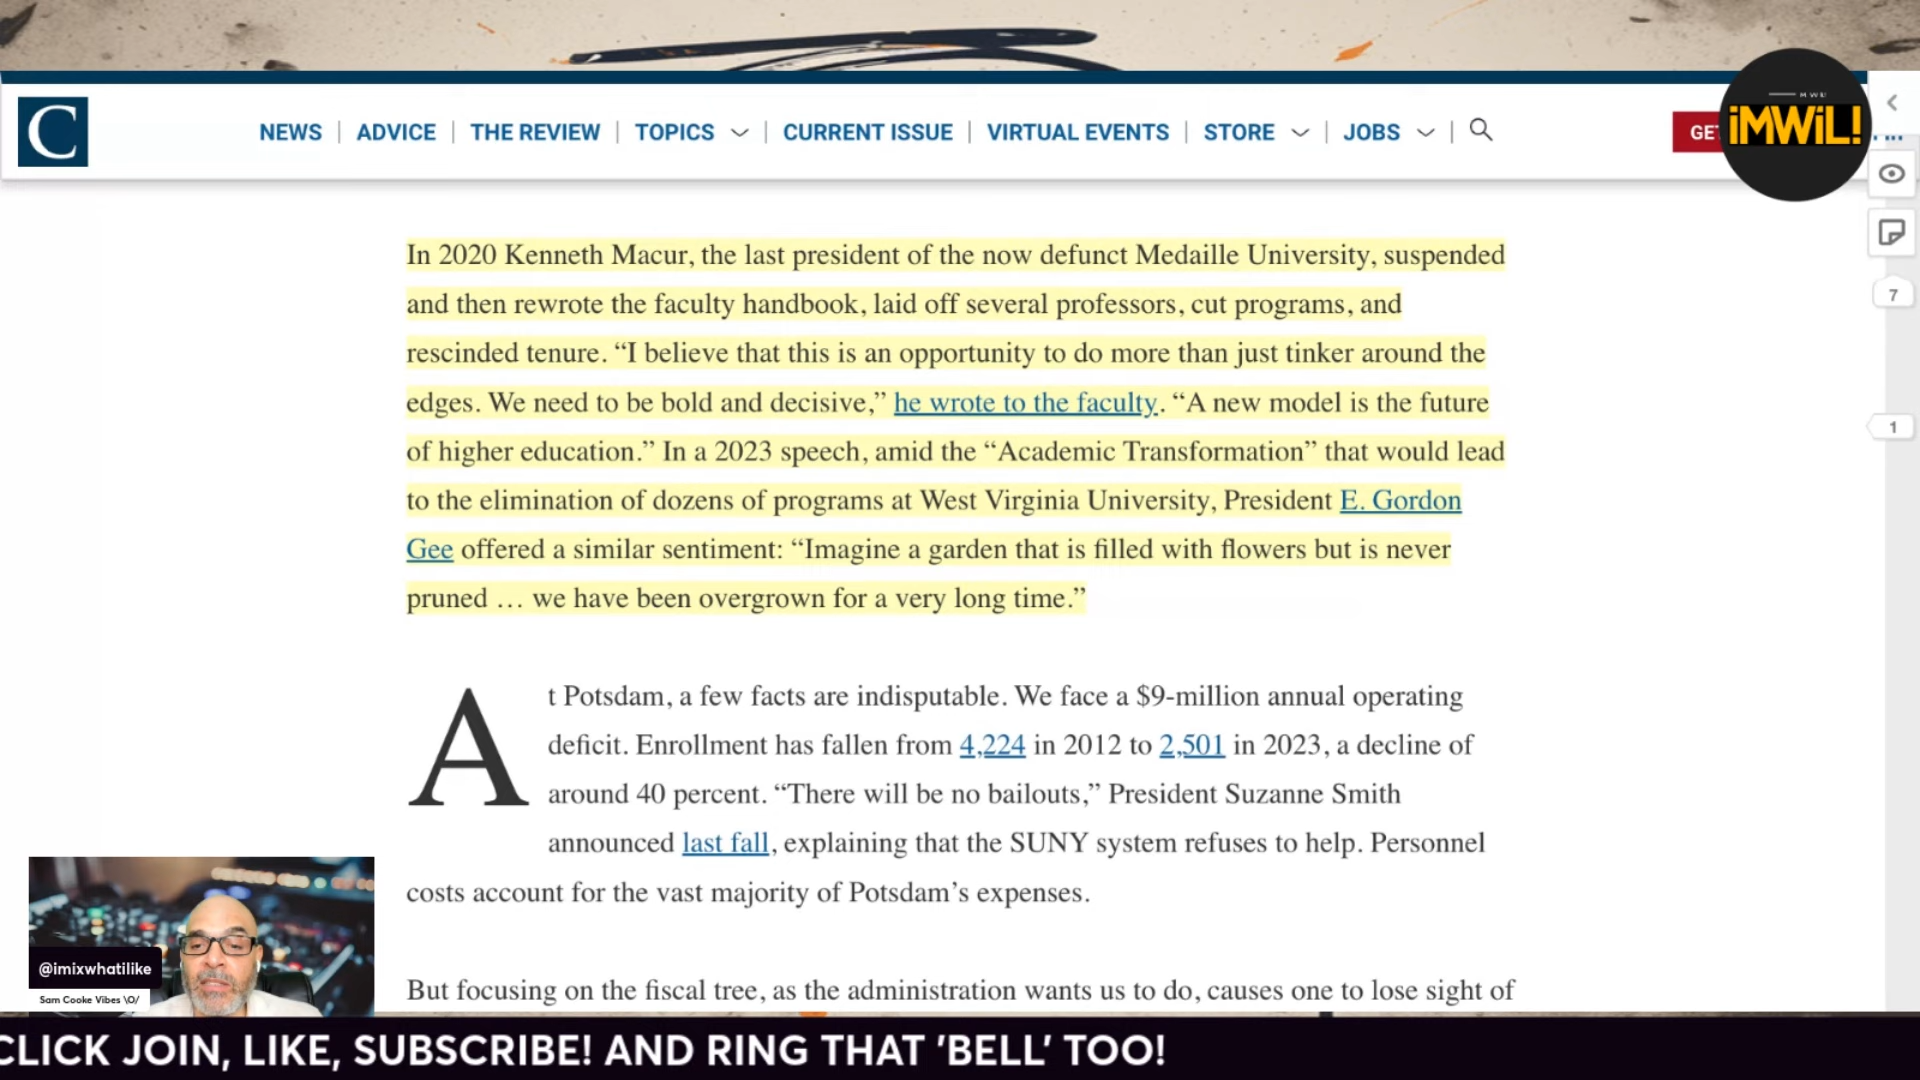 C
NEWS | ADVICE | THE REVIEW | TOPICS | CURRENT ISSUE | VIRTUAL EVENTS | STORE | JOBS |
GE
iMWiL!
In 2020 Kenneth Macur, the last president of the now defunct Medaille University, suspended
and then rewrote the faculty handbook, laid off several professors, cut programs, and
rescinded tenure. “I believe that this is an opportunity to do more than just tinker around the
edges. We need to be bold and decisive,” he wrote to the faculty. “A new model is the future
of higher education.” In a 2023 speech, amid the “Academic Transformation” that would lead
to the elimination of dozens of programs at West Virginia University, President E. Gordon
Gee offered a similar sentiment: “Imagine a garden that is filled with flowers but is never
pruned … we have been overgrown for a very long time.”
7
1
At Potsdam, a few facts are indisputable. We face a $9-million annual operating
deficit. Enrollment has fallen from 4,224 in 2012 to 2,501 in 2023, a decline of
around 40 percent. “There will be no bailouts,” President Suzanne Smith
announced last fall, explaining that the SUNY system refuses to help. Personnel
costs account for the vast majority of Potsdam’s expenses.
But focusing on the fiscal tree, as the administration wants us to do, causes one to lose sight of
@imixwhatilike
Sam Cooke Vibes \O/
CLICK JOIN, LIKE, SUBSCRIBE! AND RING THAT 'BELL' TOO!